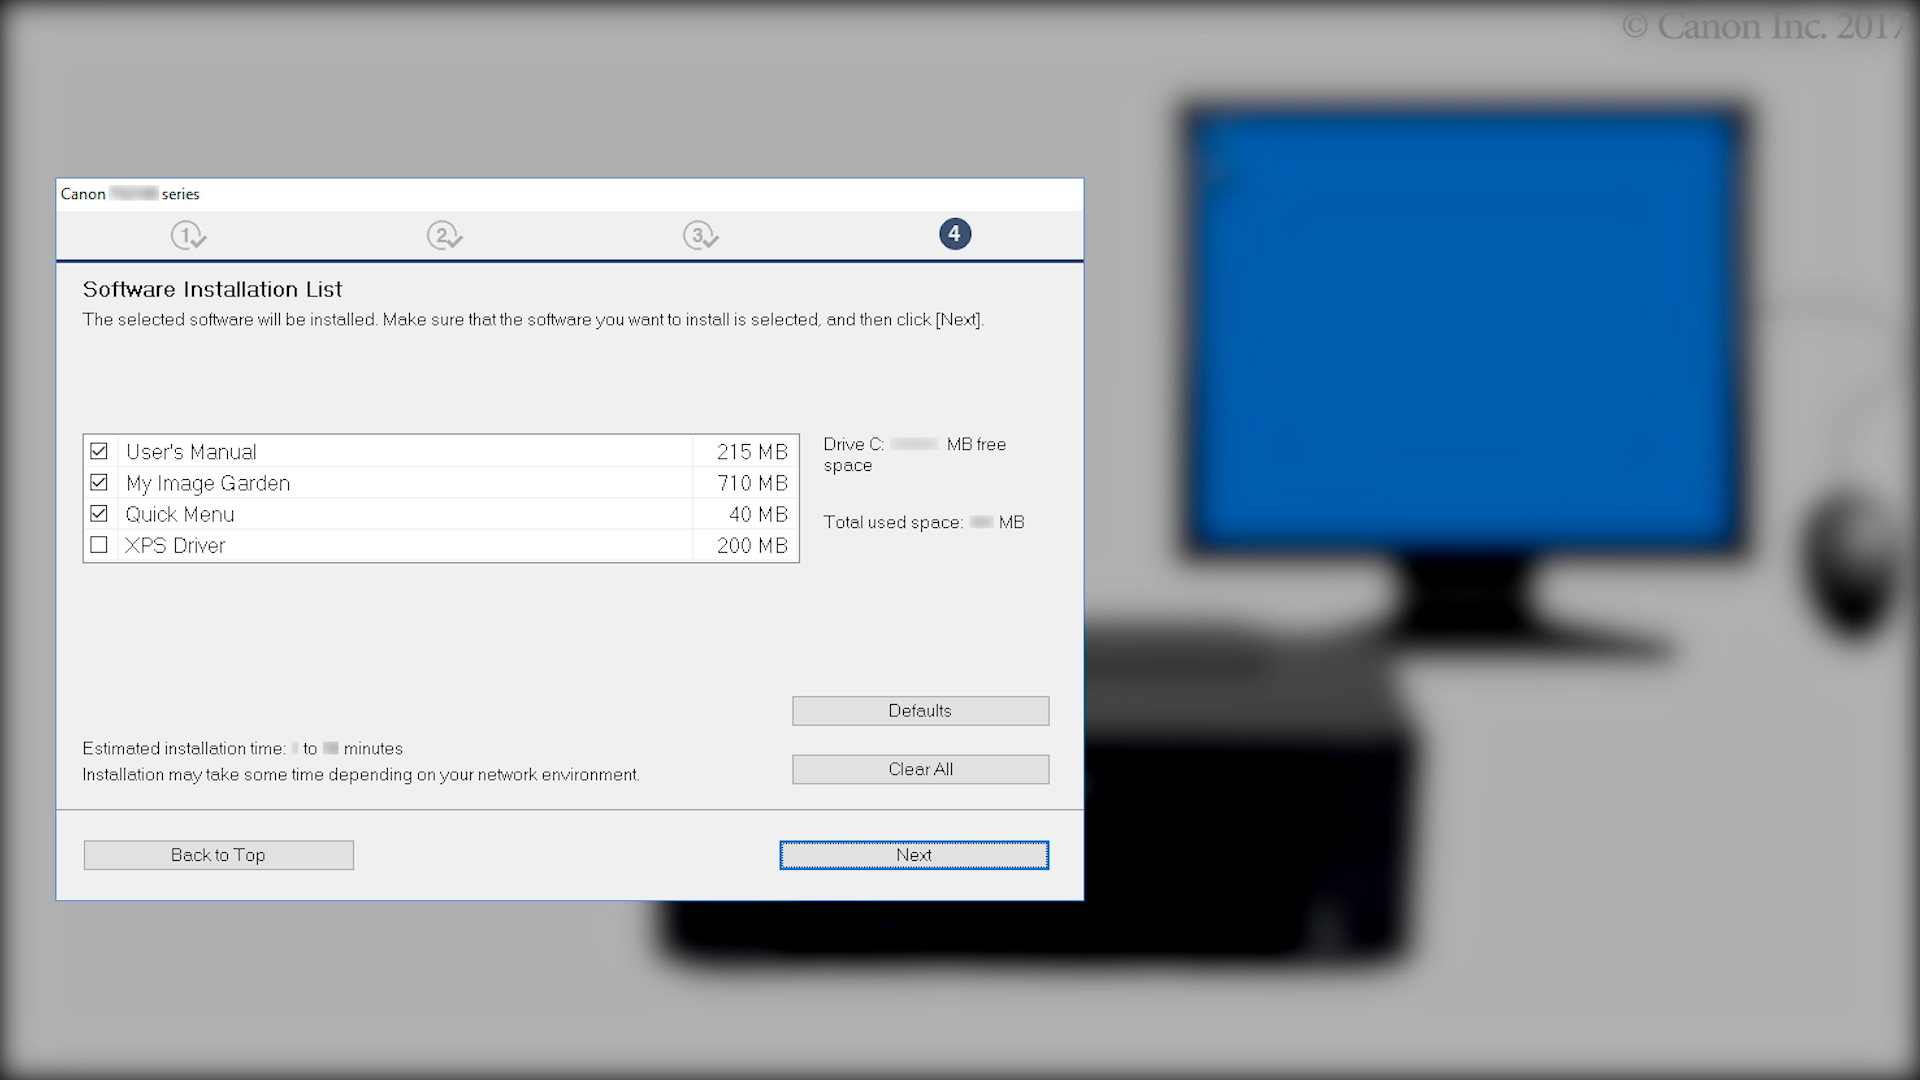 © Canon Inc. 2017
Canon series
1
2
3
4
Software Installation List
The selected software will be installed. Make sure that the software you want to install is selected, and then click [Next].
User's Manual 215 MB
My Image Garden 710 MB
Quick Menu 40 MB
XPS Driver 200 MB
Drive C: MB free
space
Total used space: MB
Defaults
Estimated installation time: to minutes
Installation may take some time depending on your network environment.
Clear All
Back to Top
Next